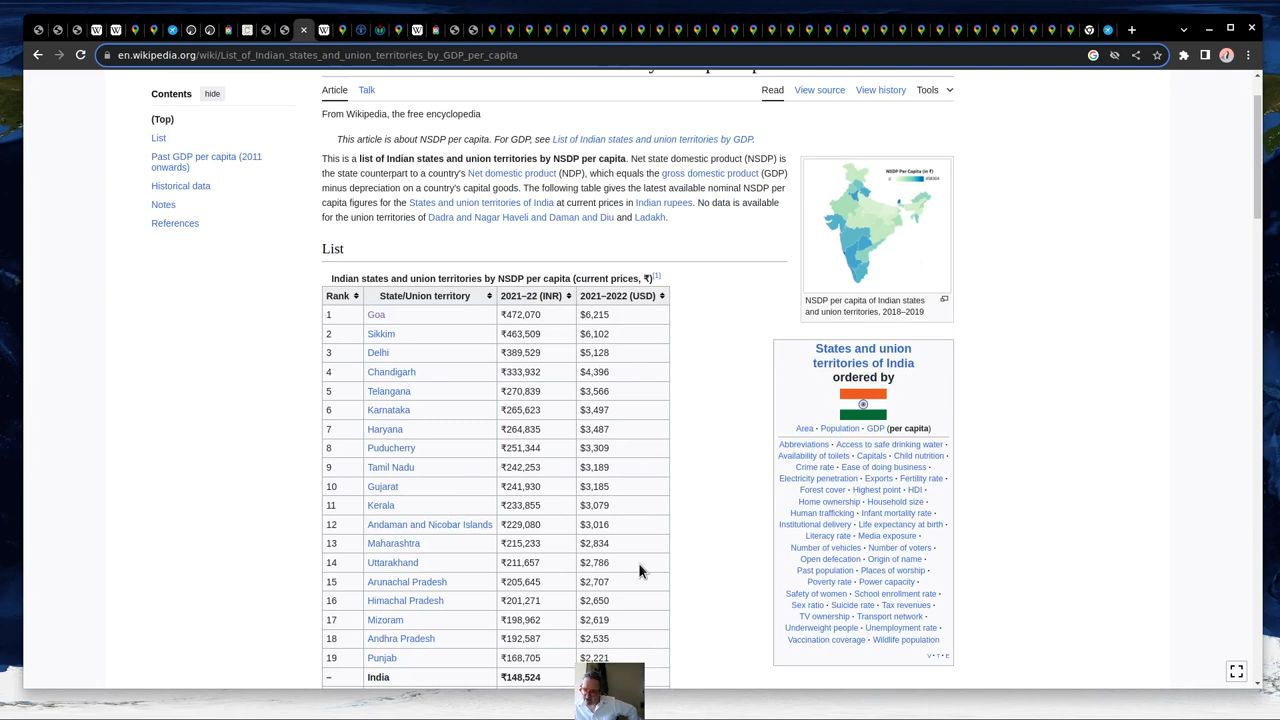 en.wikipedia.org/wiki/List_of_Indian_states_and_union_territories_by_GDP_per_capita
Contents hide
(Top)
List
Past GDP per capita (2011
onwards)
Historical data
Notes
References
Article Talk Read View source View history Tools
From Wikipedia, the free encyclopedia
This article is about NSDP per capita. For GDP, see List of Indian states and union territories by GDP.
This is a list of Indian states and union territories by NSDP per capita. Net state domestic product (NSDP) is
the state counterpart to a country's Net domestic product (NDP), which equals the gross domestic product (GDP)
minus depreciation on a country's capital goods. The following table gives the latest available nominal NSDP per
capita figures for the States and union territories of India at current prices in Indian rupees. No data is available
for the union territories of Dadra and Nagar Haveli and Daman and Diu and Ladakh.
List
Indian states and union territories by NSDP per capita (current prices, ₹)[1]
Rank State/Union territory 2021–22 (INR) 2021–2022 (USD)
1 Goa ₹472,070 $6,215
2 Sikkim ₹463,509 $6,102
3 Delhi ₹389,529 $5,128
4 Chandigarh ₹333,932 $4,396
5 Telangana ₹270,839 $3,566
6 Karnataka ₹265,623 $3,497
7 Haryana ₹264,835 $3,487
8 Puducherry ₹251,344 $3,309
9 Tamil Nadu ₹242,253 $3,189
10 Gujarat ₹241,930 $3,185
11 Kerala ₹233,855 $3,079
12 Andaman and Nicobar Islands ₹229,080 $3,016
13 Maharashtra ₹215,233 $2,834
14 Uttarakhand ₹211,657 $2,786
15 Arunachal Pradesh ₹205,645 $2,707
16 Himachal Pradesh ₹201,271 $2,650
17 Mizoram ₹198,962 $2,619
18 Andhra Pradesh ₹192,587 $2,535
19 Punjab ₹168,705 $2,221
– India ₹148,524
NSDP Per Capita (in ₹)
NSDP per capita of Indian states
and union territories, 2018–2019
States and union
territories of India
ordered by
Area · Population · GDP (per capita)
Abbreviations · Access to safe drinking water ·
Availability of toilets · Capitals · Child nutrition ·
Crime rate · Ease of doing business ·
Electricity penetration · Exports · Fertility rate ·
Forest cover · Highest point · HDI ·
Home ownership · Household size ·
Human trafficking · Infant mortality rate ·
Institutional delivery · Life expectancy at birth ·
Literacy rate · Media exposure ·
Number of vehicles · Number of voters ·
Open defecation · Origin of name ·
Past population · Places of worship ·
Poverty rate · Power capacity ·
Safety of women · School enrollment rate ·
Sex ratio · Suicide rate · Tax revenues ·
TV ownership · Transport network ·
Underweight people · Unemployment rate ·
Vaccination coverage · Wildlife population
V · T · E